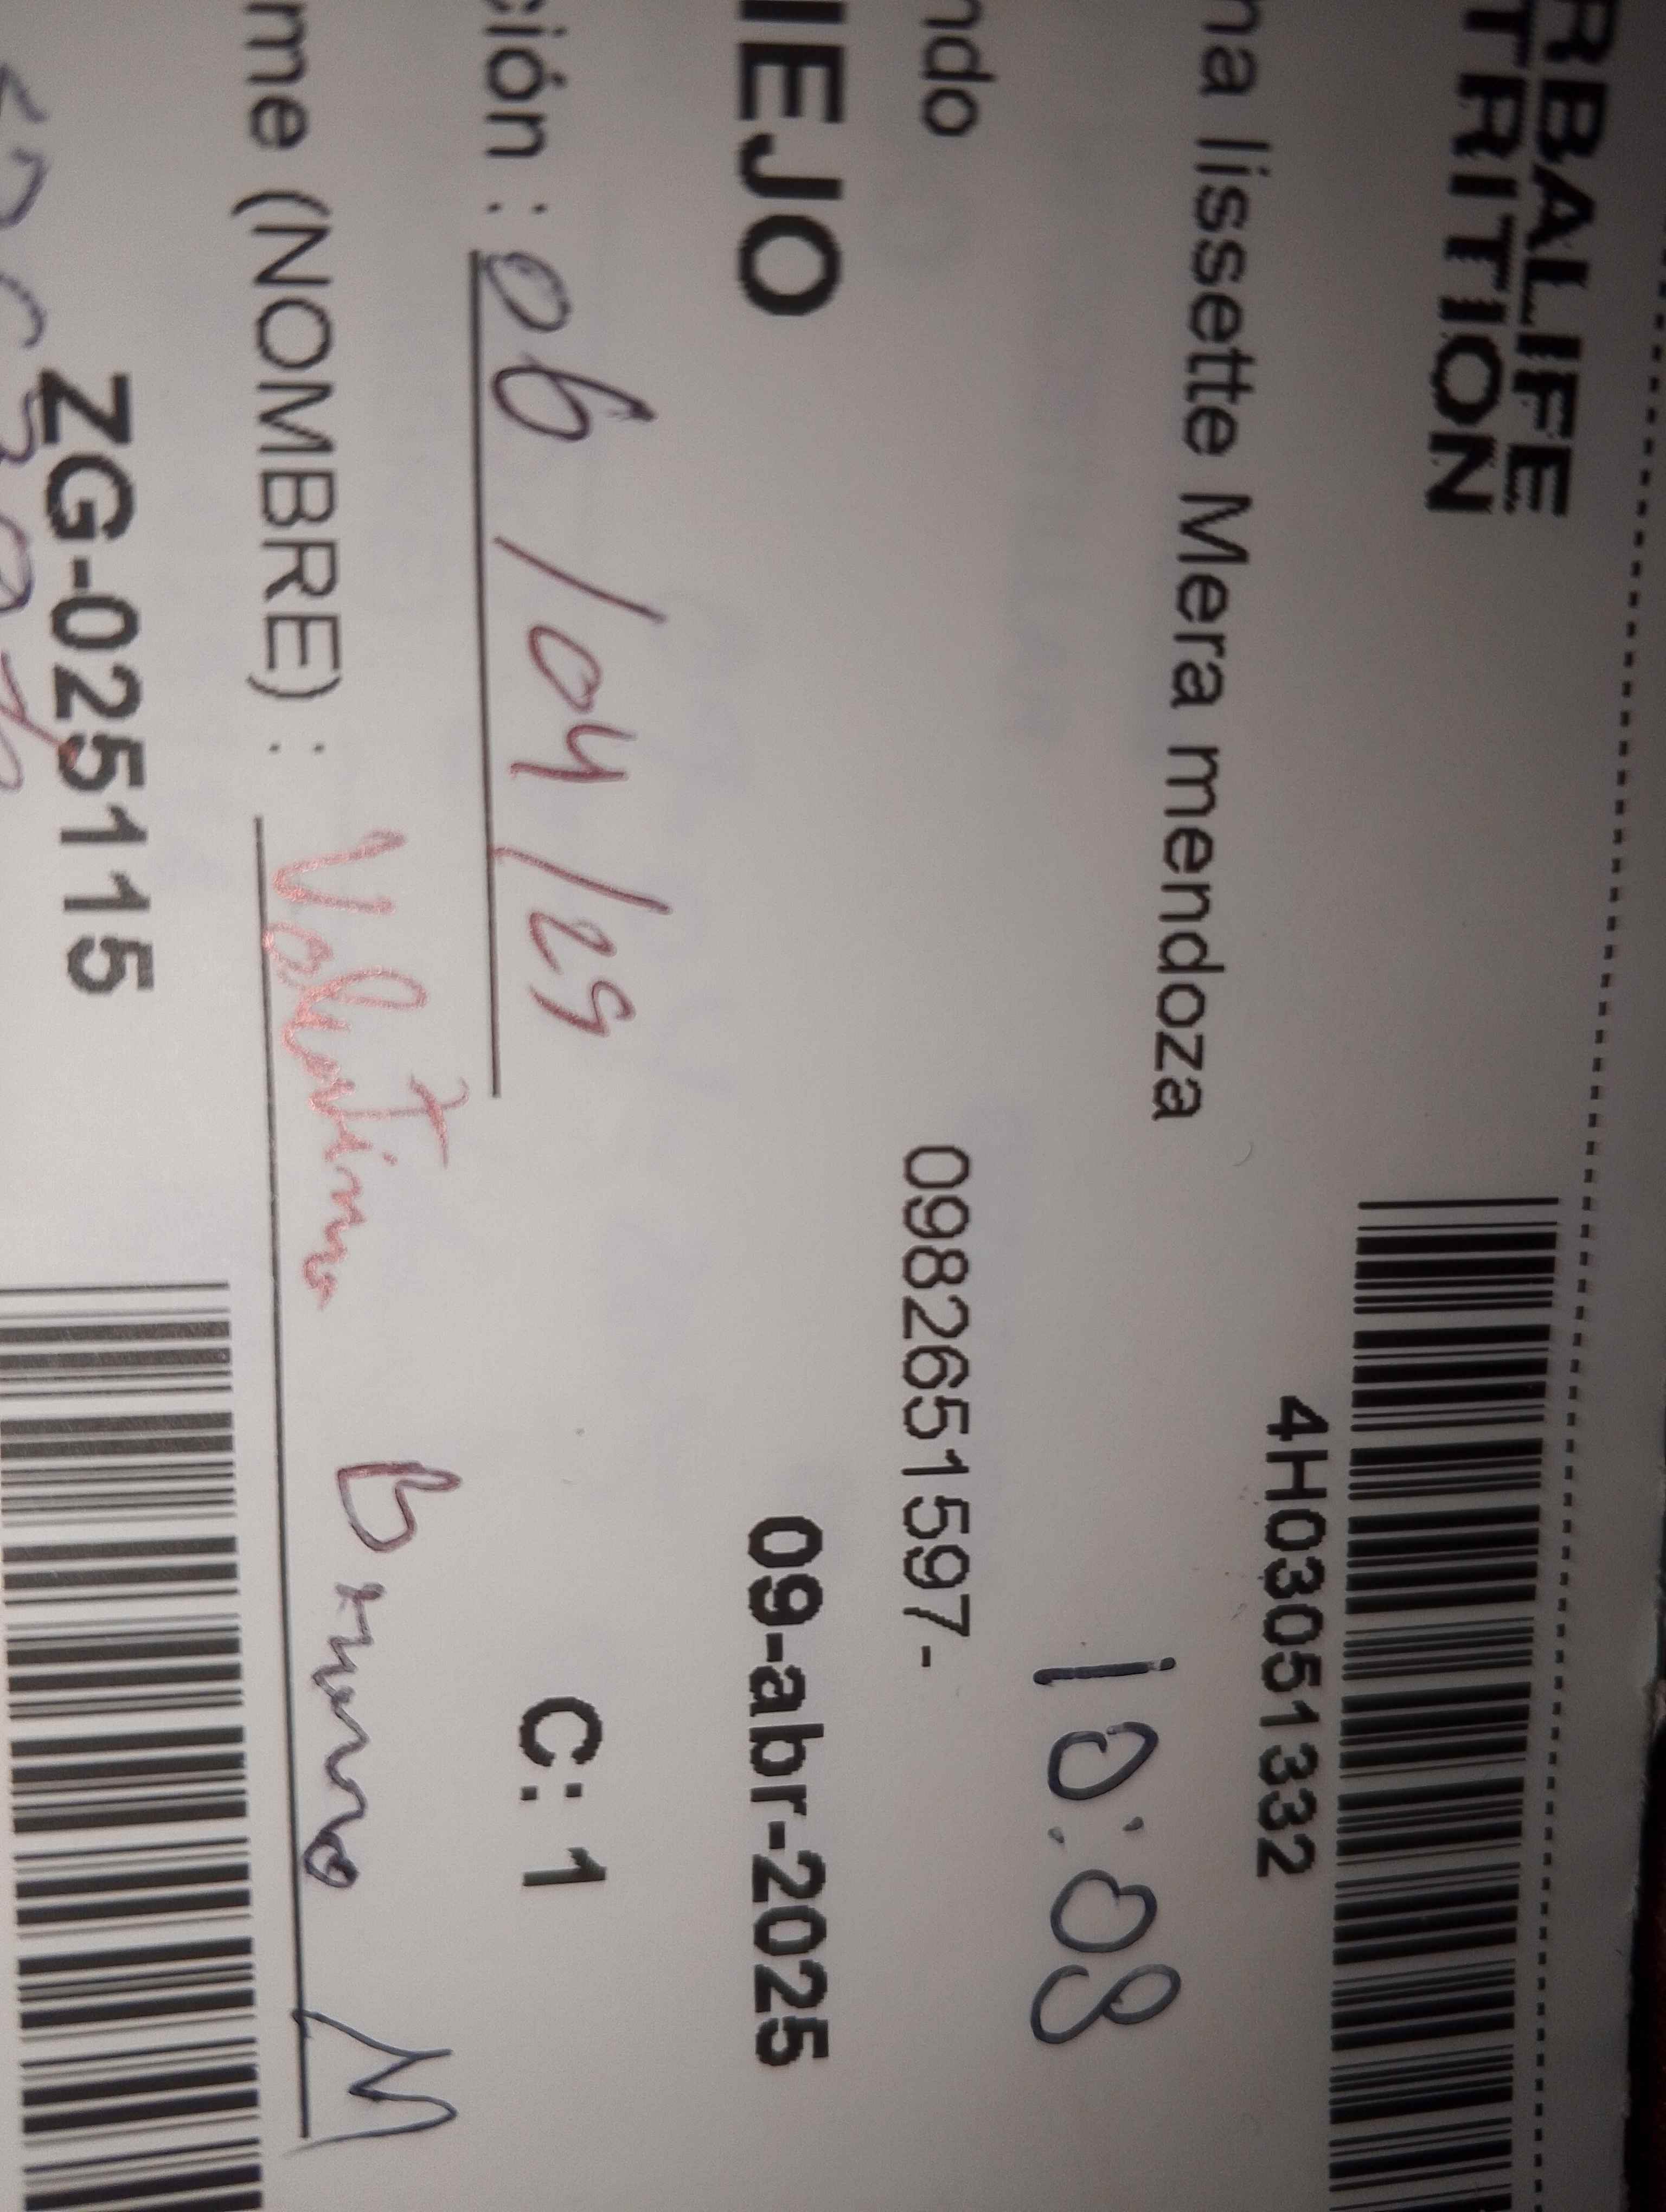 RBALIFE
TRITION
4H03051332
na lissette Mera mendoza
10:08
ndo 0982651597-
IEJO 09-abr-2025
ción : 06/04/25 C: 1
me (NOMBRE) : Valentina Bruno M
ZG-025115